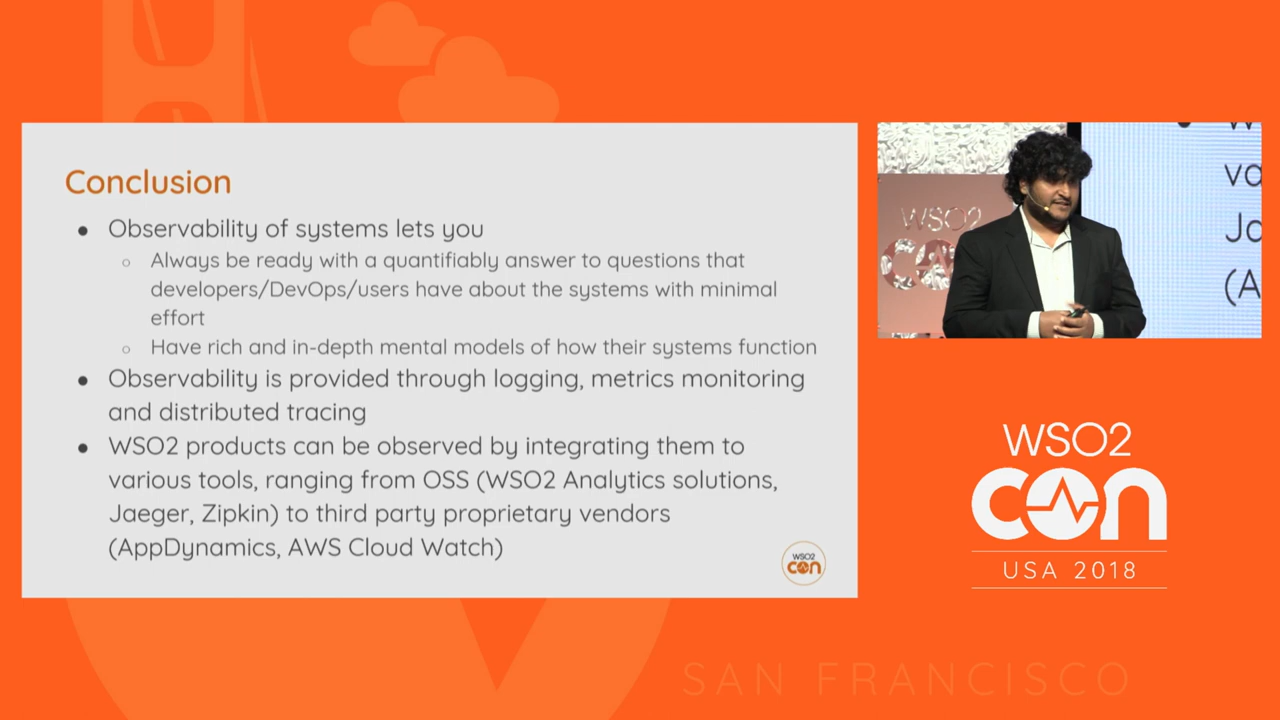 Conclusion
● Observability of systems lets you
○ Always be ready with a quantifiably answer to questions that
developers/DevOps/users have about the systems with minimal
effort
○ Have rich and in-depth mental models of how their systems function
● Observability is provided through logging, metrics monitoring
and distributed tracing
● WSO2 products can be observed by integrating them to
various tools, ranging from OSS (WSO2 Analytics solutions,
Jaeger, Zipkin) to third party proprietary vendors
(AppDynamics, AWS Cloud Watch)
WSO2
con
WSO2
va
Jo
(A
WSO2
con
USA 2018
SAN FRANCISCO